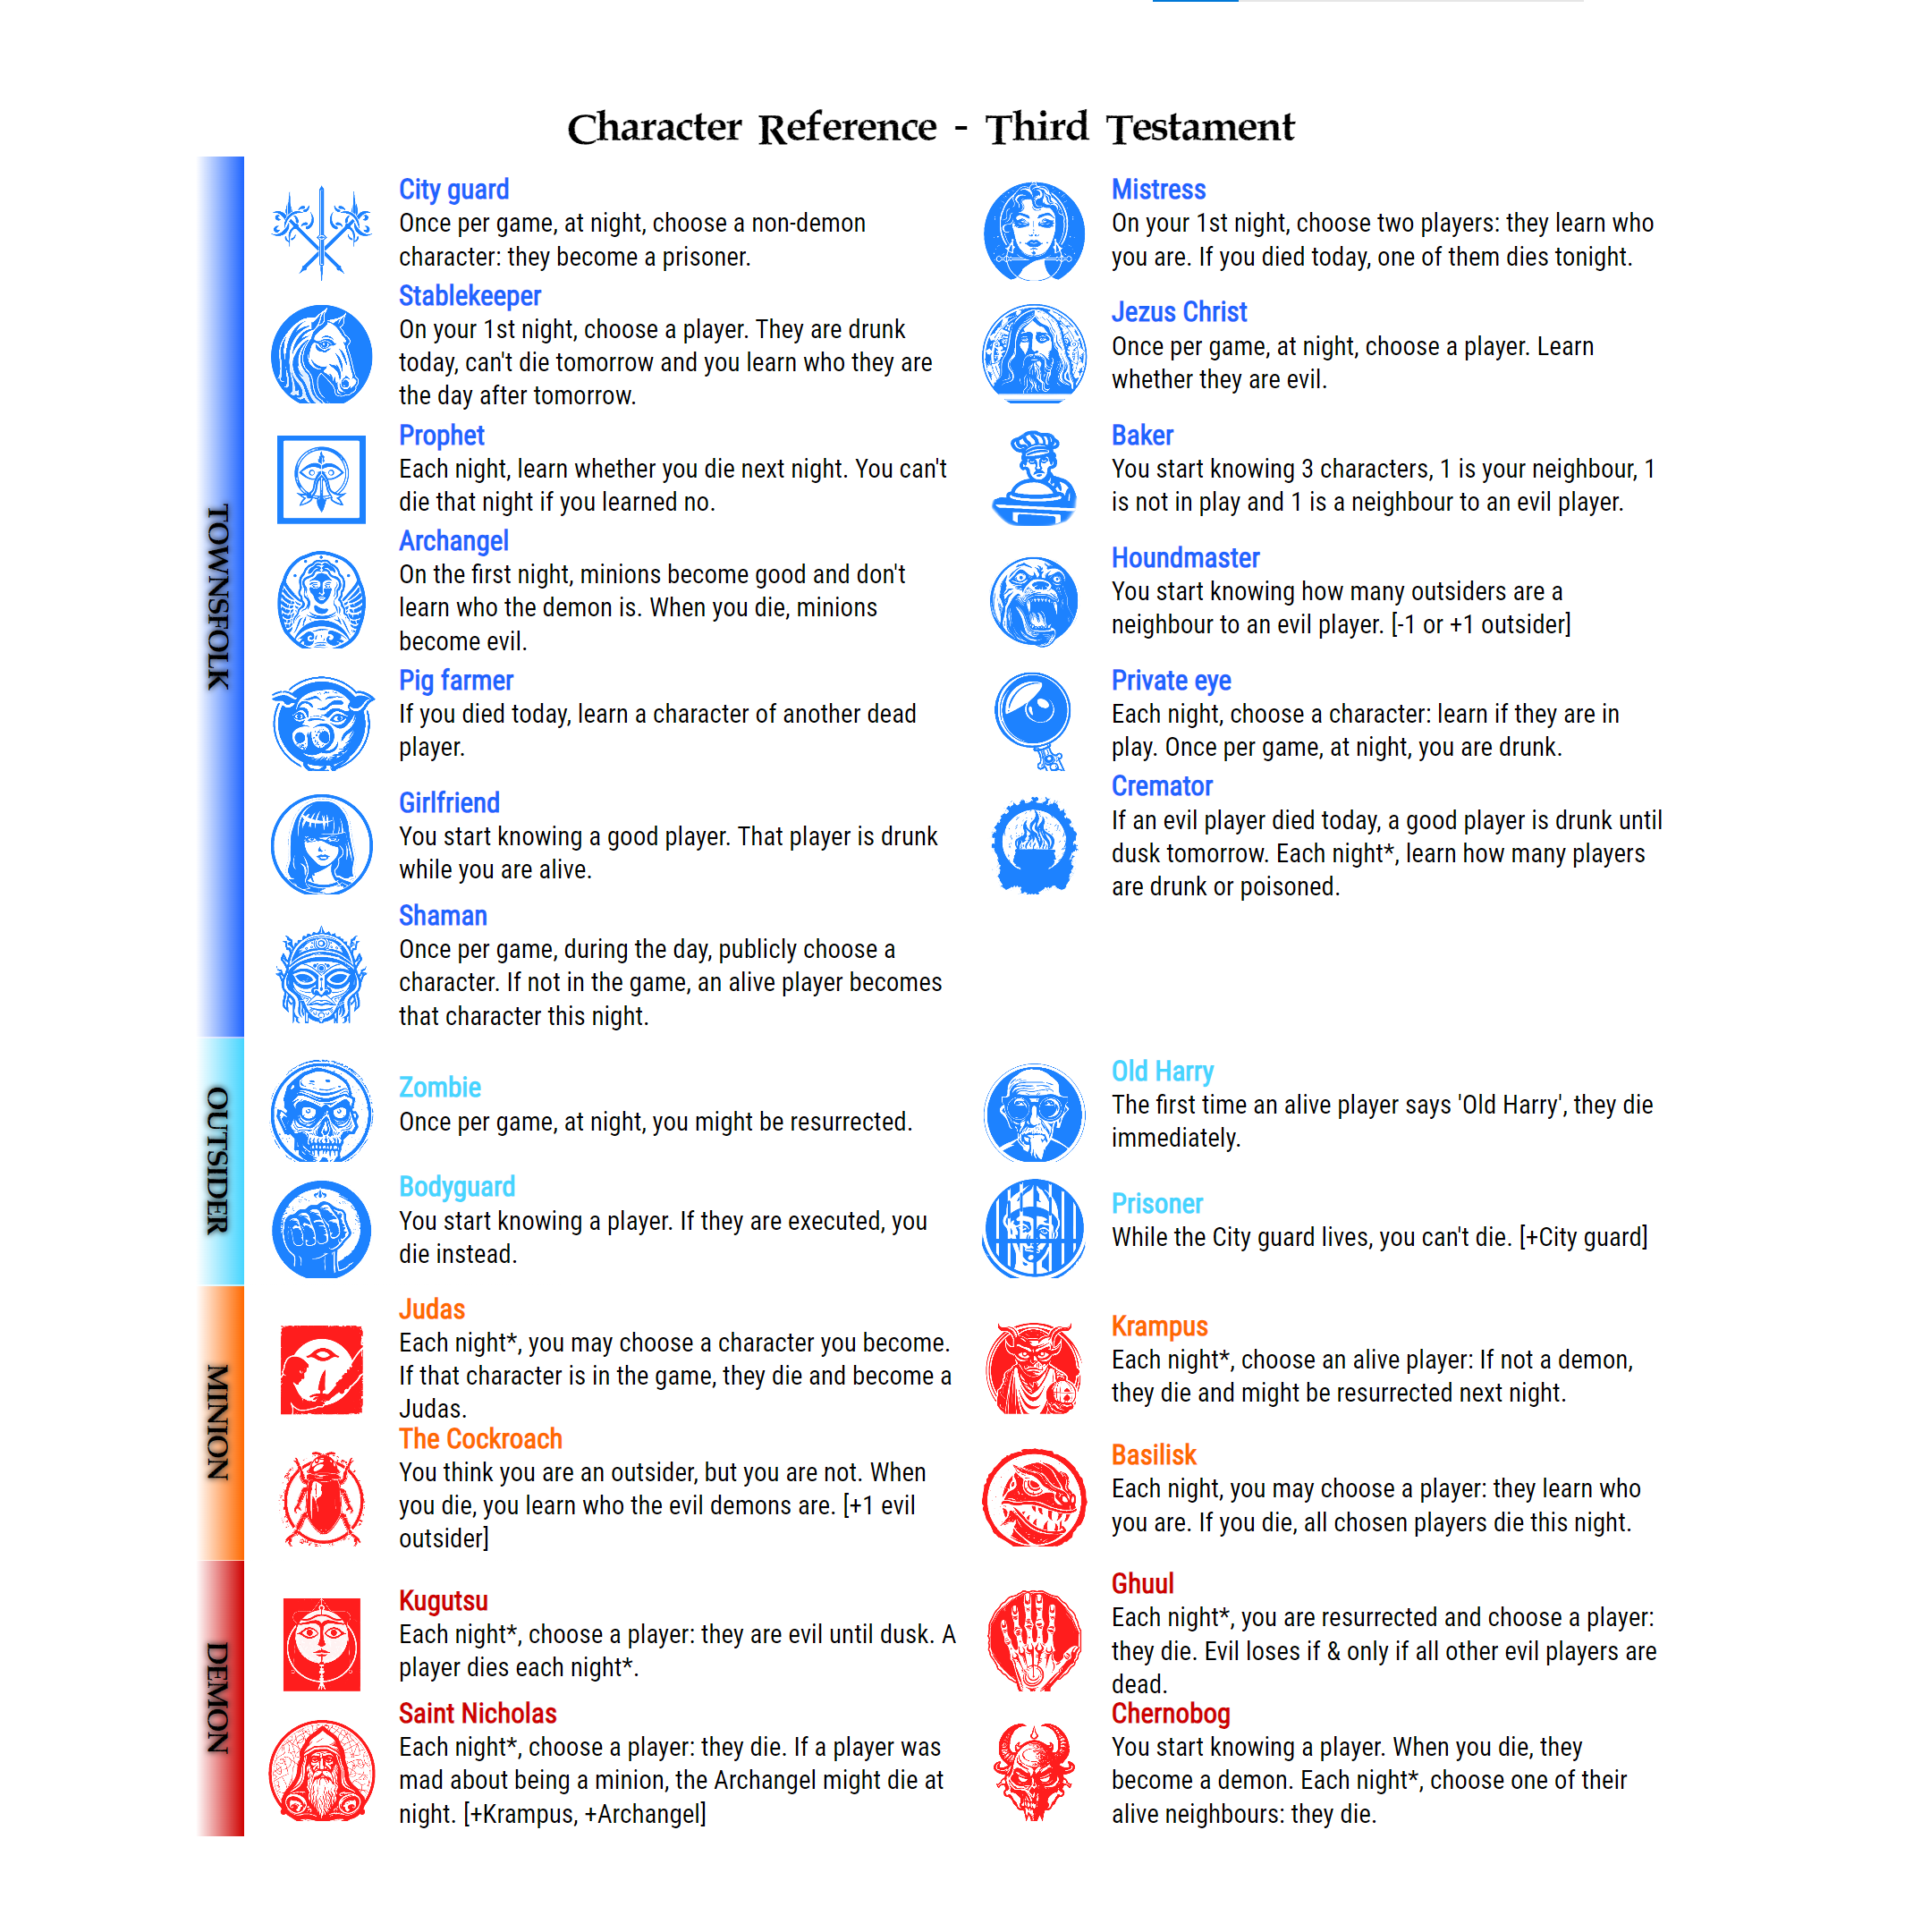 Character Reference - Third Testament
TOWNSFOLK
City guard
Once per game, at night, choose a non-demon
character: they become a prisoner.
Mistress
On your 1st night, choose two players: they learn who
you are. If you died today, one of them dies tonight.
Stablekeeper
On your 1st night, choose a player. They are drunk
today, can't die tomorrow and you learn who they are
the day after tomorrow.
Jezus Christ
Once per game, at night, choose a player. Learn
whether they are evil.
Prophet
Each night, learn whether you die next night. You can't
die that night if you learned no.
Baker
You start knowing 3 characters, 1 is your neighbour, 1
is not in play and 1 is a neighbour to an evil player.
Archangel
On the first night, minions become good and don't
learn who the demon is. When you die, minions
become evil.
Houndmaster
You start knowing how many outsiders are a
neighbour to an evil player. [-1 or +1 outsider]
Pig farmer
If you died today, learn a character of another dead
player.
Private eye
Each night, choose a character: learn if they are in
play. Once per game, at night, you are drunk.
Girlfriend
You start knowing a good player. That player is drunk
while you are alive.
Cremator
If an evil player died today, a good player is drunk until
dusk tomorrow. Each night*, learn how many players
are drunk or poisoned.
Shaman
Once per game, during the day, publicly choose a
character. If not in the game, an alive player becomes
that character this night.
OUTSIDER
Zombie
Once per game, at night, you might be resurrected.
Old Harry
The first time an alive player says 'Old Harry', they die
immediately.
Bodyguard
You start knowing a player. If they are executed, you
die instead.
Prisoner
While the City guard lives, you can't die. [+City guard]
MINION
Judas
Each night*, you may choose a character you become.
If that character is in the game, they die and become a
Judas.
Krampus
Each night*, choose an alive player: If not a demon,
they die and might be resurrected next night.
The Cockroach
You think you are an outsider, but you are not. When
you die, you learn who the evil demons are. [+1 evil
outsider]
Basilisk
Each night, you may choose a player: they learn who
you are. If you die, all chosen players die this night.
DEMON
Kugutsu
Each night*, choose a player: they are evil until dusk. A
player dies each night*.
Ghuul
Each night*, you are resurrected and choose a player:
they die. Evil loses if & only if all other evil players are
dead.
Saint Nicholas
Each night*, choose a player: they die. If a player was
mad about being a minion, the Archangel might die at
night. [+Krampus, +Archangel]
Chernobog
You start knowing a player. When you die, they
become a demon. Each night*, choose one of their
alive neighbours: they die.